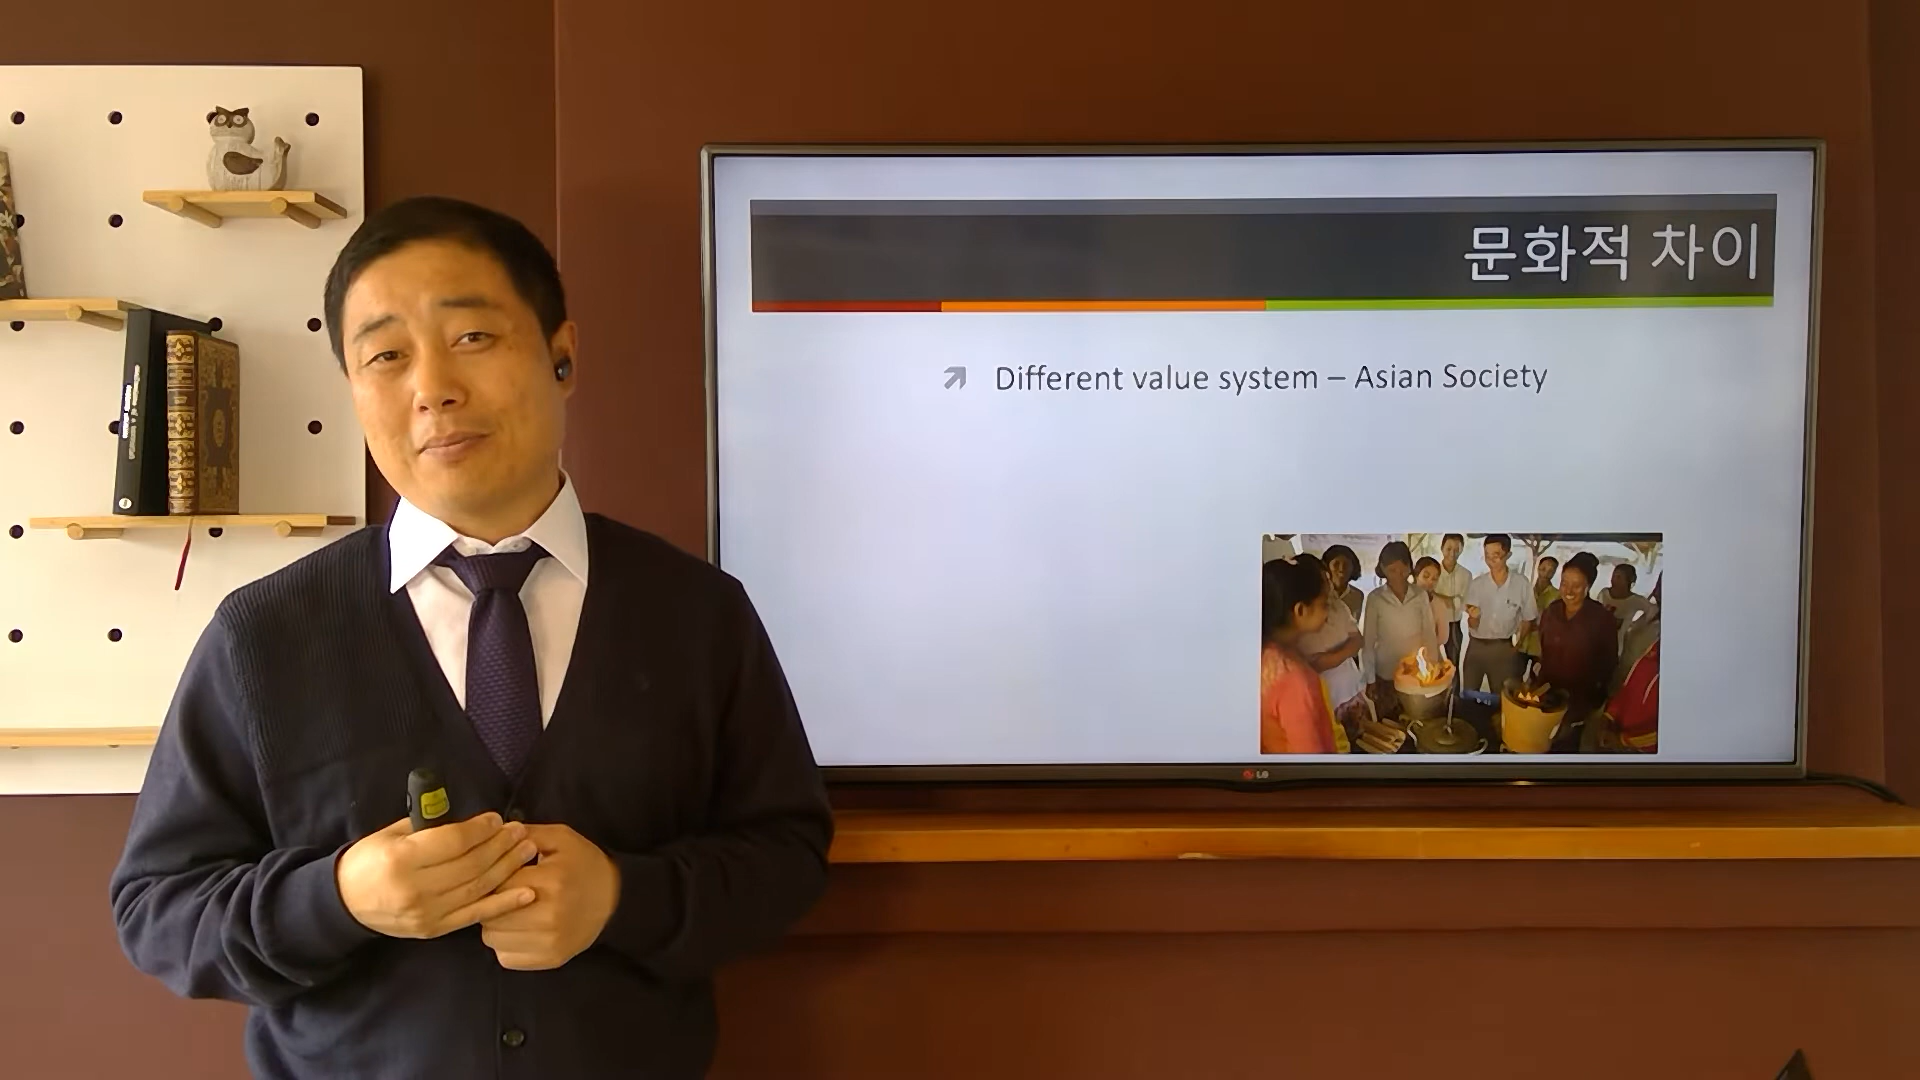 문화적 차이
Different value system – Asian Society
LG